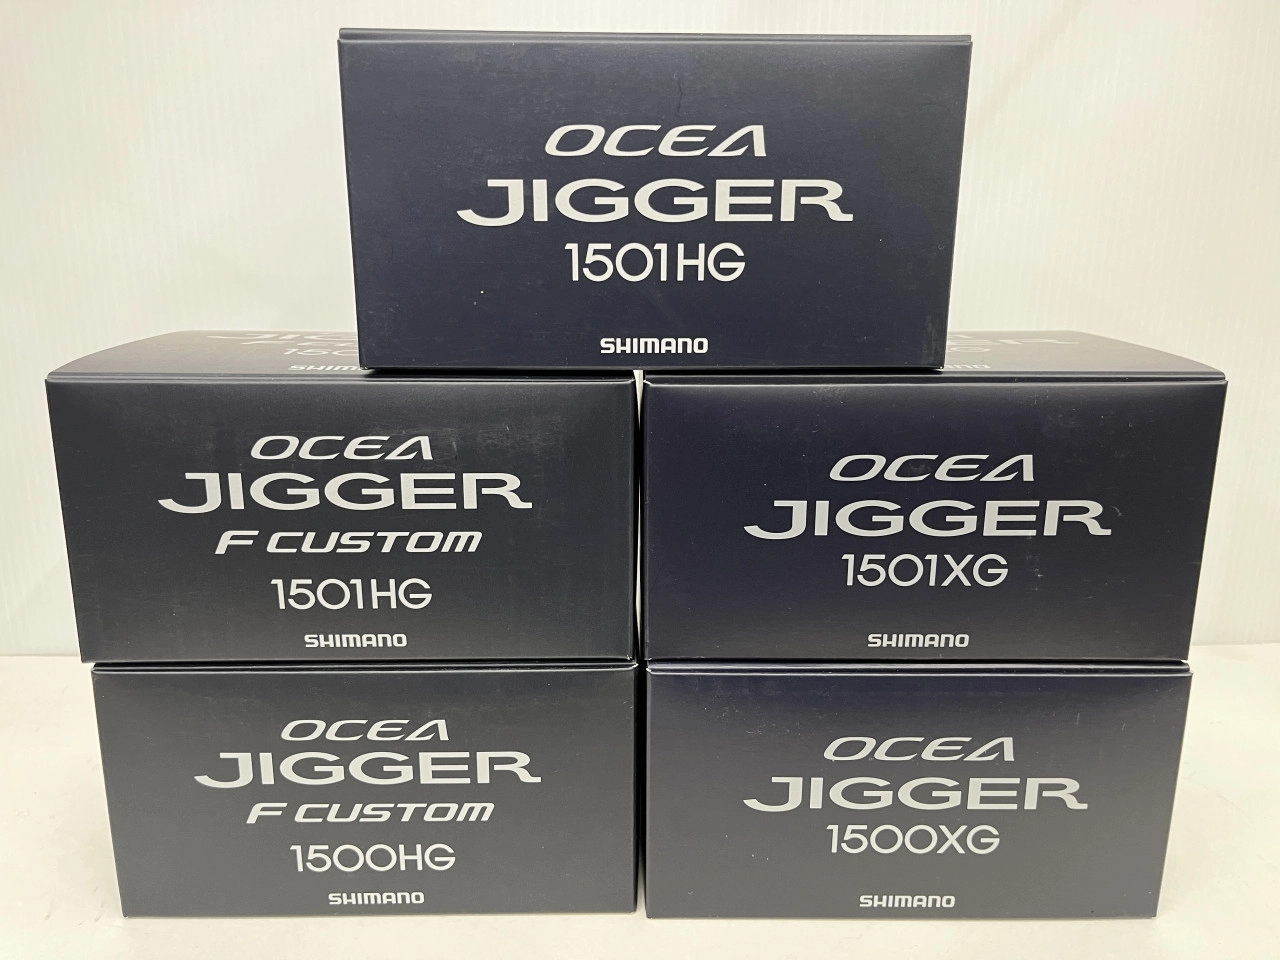 OCEA
JIGGER
1501HG
SHIMANO
OCEA
JIGGER
F CUSTOM
1501HG
SHIMANO
OCEA
JIGGER
1501XG
SHIMANO
OCEA
JIGGER
F CUSTOM
1500HG
SHIMANO
OCEA
JIGGER
1500XG
SHIMANO